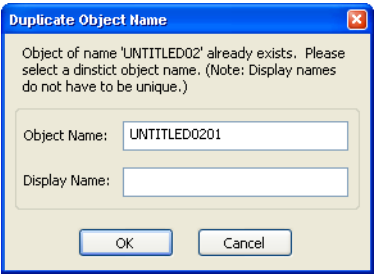 Duplicate Object Name
Object of name 'UNTITLED02' already exists. Please
select a dinstict object name. (Note: Display names
do not have to be unique.)
Object Name: UNTITLED0201
Display Name:
OK Cancel